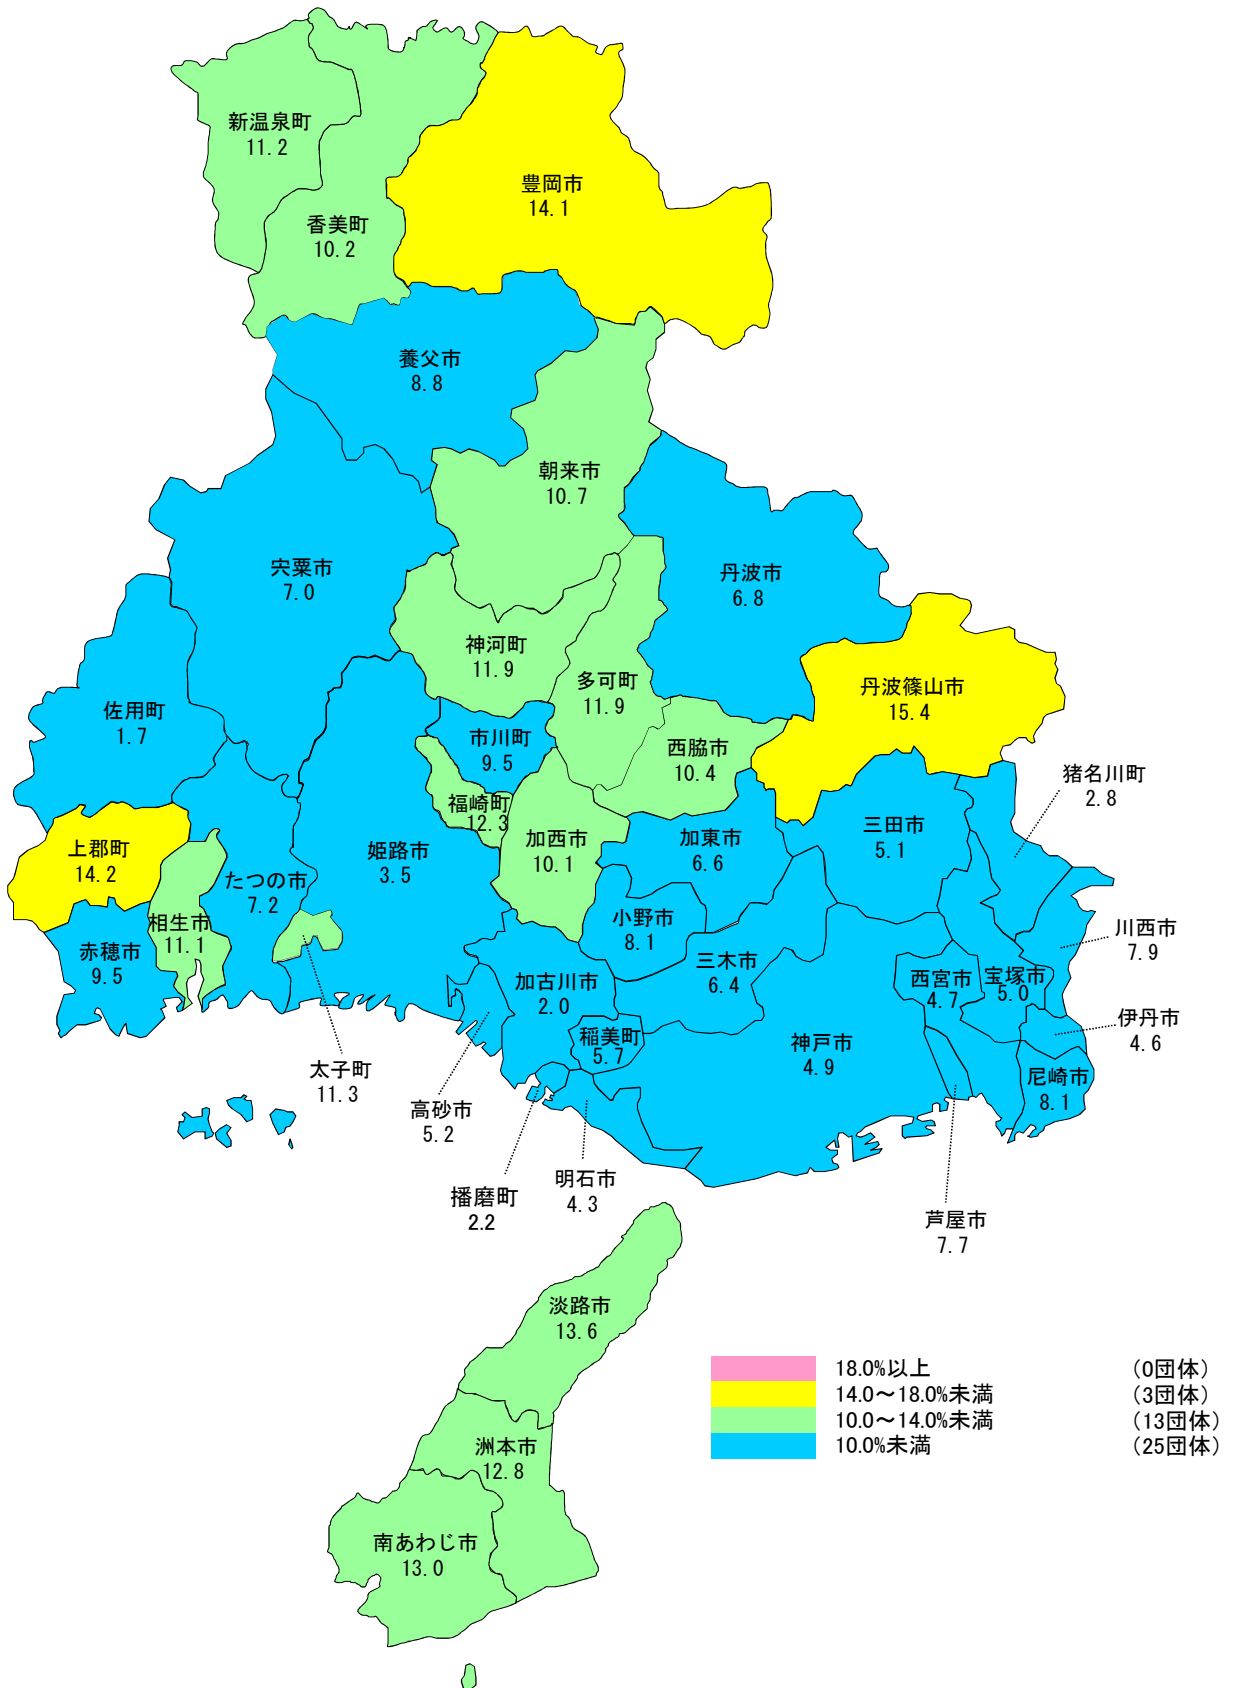 新温泉町
11.2
香美町
10.2
豊岡市
14.1
養父市
8.8
朝来市
10.7
宍粟市
7.0
丹波市
6.8
神河町
11.9
多可町
11.9
丹波篠山市
15.4
佐用町
1.7
市川町
9.5
西脇市
10.4
猪名川町
2.8
福崎町
12.3
上郡町
14.2
姫路市
3.5
加西市
10.1
加東市
6.6
三田市
5.1
たつの市
7.2
相生市
11.1
赤穂市
9.5
小野市
8.1
川西市
7.9
三木市
6.4
加古川市
2.0
西宮市
4.7
宝塚市
5.0
伊丹市
4.6
稲美町
5.7
神戸市
4.9
太子町
11.3
尼崎市
8.1
高砂市
5.2
明石市
4.3
播磨町
2.2
芦屋市
7.7
淡路市
13.6
洲本市
12.8
南あわじ市
13.0
18.0%以上 (0団体)
14.0～18.0%未満 (3団体)
10.0～14.0%未満 (13団体)
10.0%未満 (25団体)